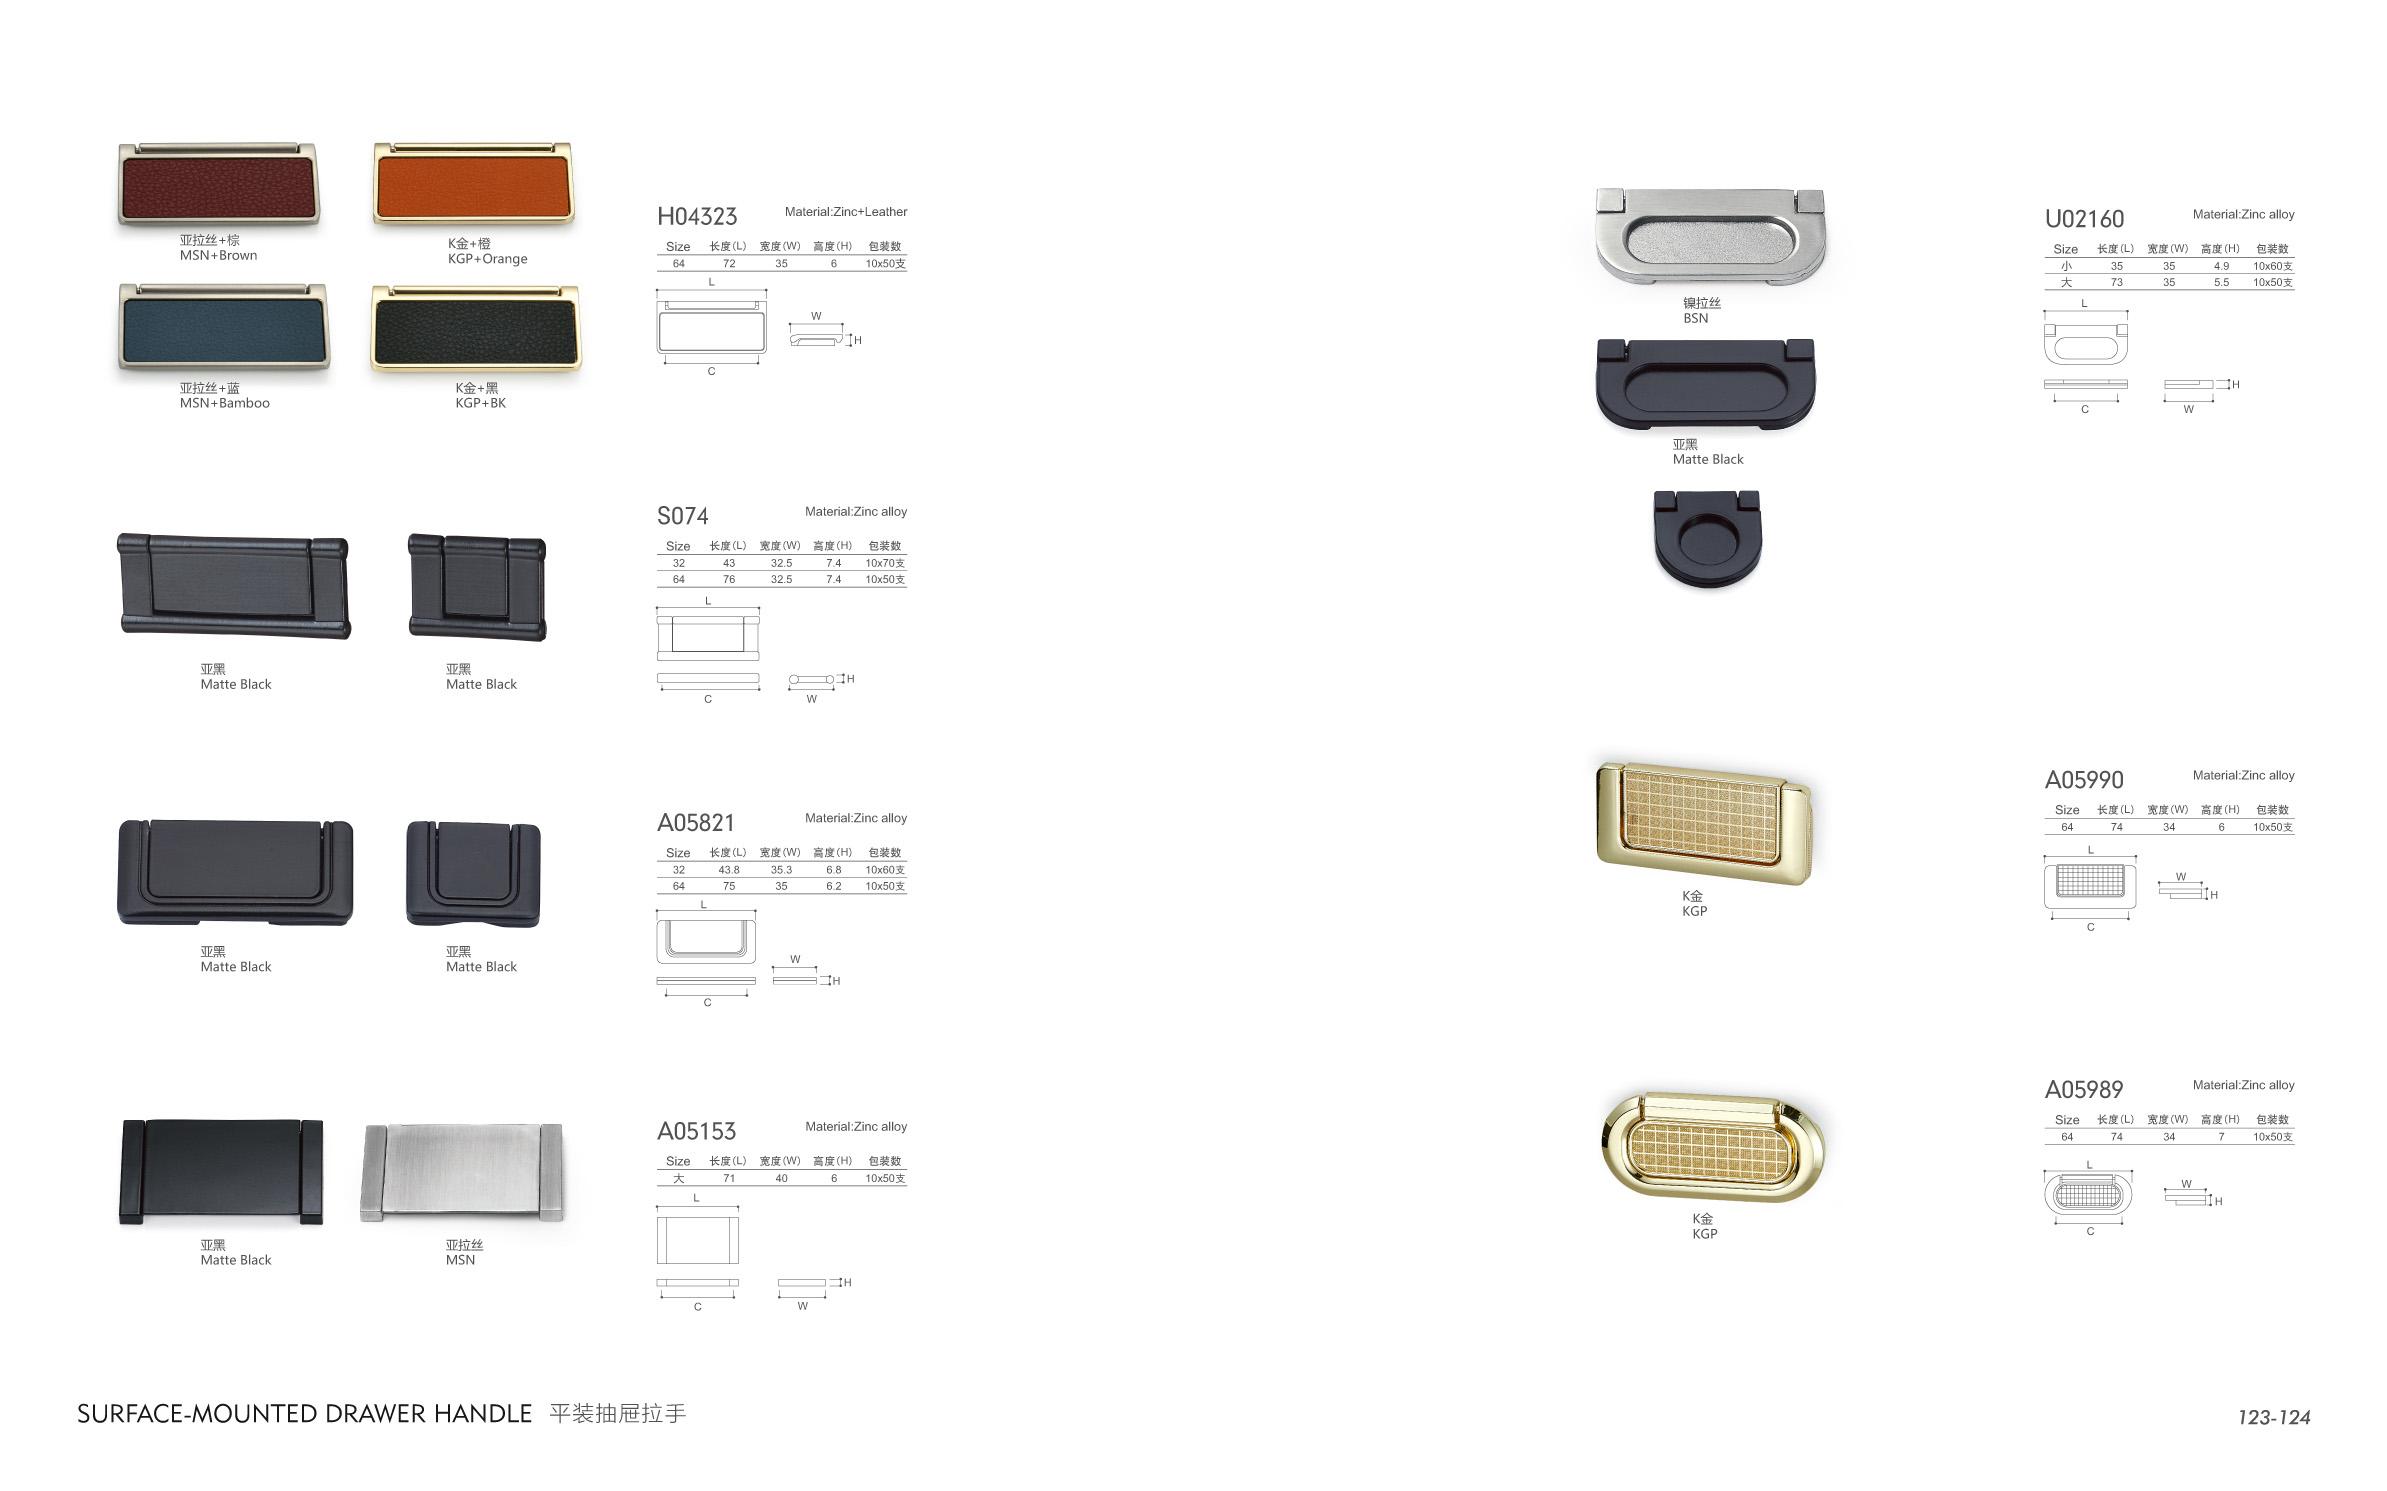 亚拉丝+棕
MSN+Brown
K金+橙
KGP+Orange
亚拉丝+蓝
MSN+Bamboo
K金+黑
KGP+BK
H04323 Material:Zinc+Leather
Size 长度(L) 宽度(W) 高度(H) 包装数
64 72 35 6 10x50支
L
W
H
C
亚黑
Matte Black
亚黑
Matte Black
S074 Material:Zinc alloy
Size 长度(L) 宽度(W) 高度(H) 包装数
32 43 32.5 7.4 10x70支
64 76 32.5 7.4 10x50支
L
H
C W
亚黑
Matte Black
亚黑
Matte Black
A05821 Material:Zinc alloy
Size 长度(L) 宽度(W) 高度(H) 包装数
32 43.8 35.3 6.8 10x60支
64 75 35 6.2 10x50支
L
W
H
C
亚黑
Matte Black
亚拉丝
MSN
A05153 Material:Zinc alloy
Size 长度(L) 宽度(W) 高度(H) 包装数
大 71 40 6 10x50支
L
H
C W
镍拉丝
BSN
亚黑
Matte Black
U02160 Material:Zinc alloy
Size 长度(L) 宽度(W) 高度(H) 包装数
小 35 35 4.9 10x60支
大 73 35 5.5 10x50支
L
H
C W
K金
KGP
A05990 Material:Zinc alloy
Size 长度(L) 宽度(W) 高度(H) 包装数
64 74 34 6 10x50支
L
W
H
C
K金
KGP
A05989 Material:Zinc alloy
Size 长度(L) 宽度(W) 高度(H) 包装数
64 74 34 7 10x50支
L
W
H
C
SURFACE-MOUNTED DRAWER HANDLE 平装抽屉拉手
123-124